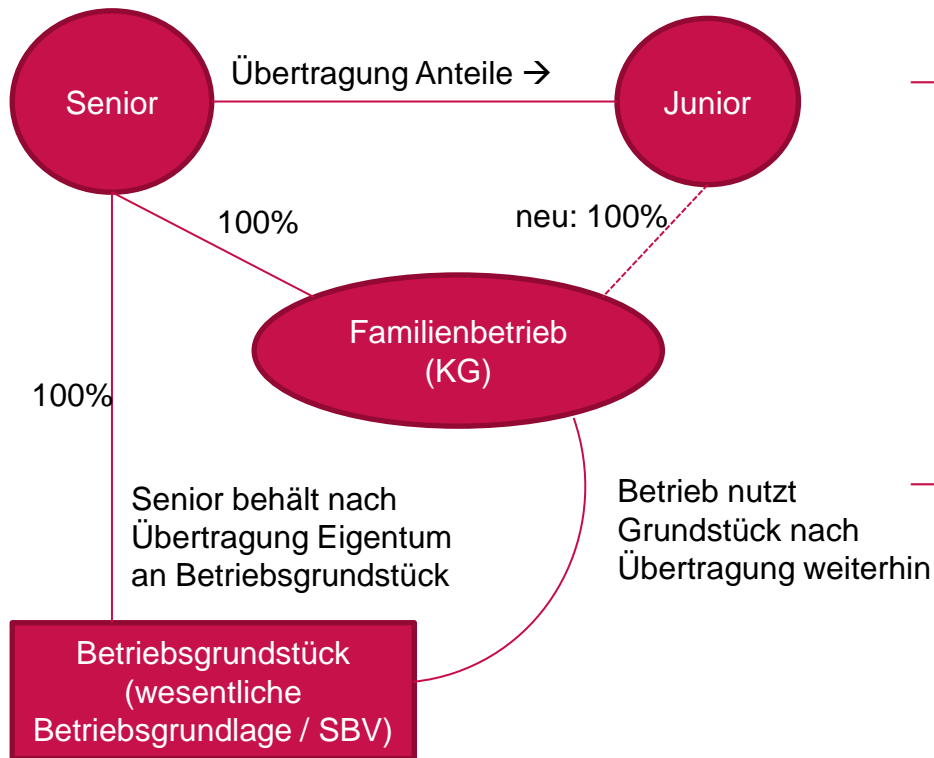 Übertragung Anteile →
Senior
Junior
100%
neu: 100%
Familienbetrieb
(KG)
100%
Senior behält nach
Übertragung Eigentum
an Betriebsgrundstück
Betrieb nutzt
Grundstück nach
Übertragung weiterhin
Betriebsgrundstück
(wesentliche
Betriebsgrundlage / SBV)